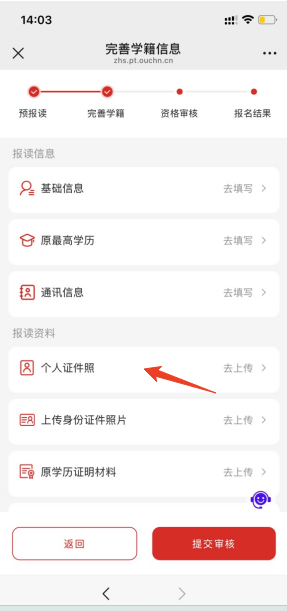 14:03
完善学籍信息
zhs.pt.ouchn.cn
预报读 完善学籍 资格审核 报名结果
报读信息
基础信息 去填写
原最高学历 去填写
通讯信息 去填写
报读资料
个人证件照 去上传
上传身份证件照片 去上传
原学历证明材料 去上传
返回 提交审核